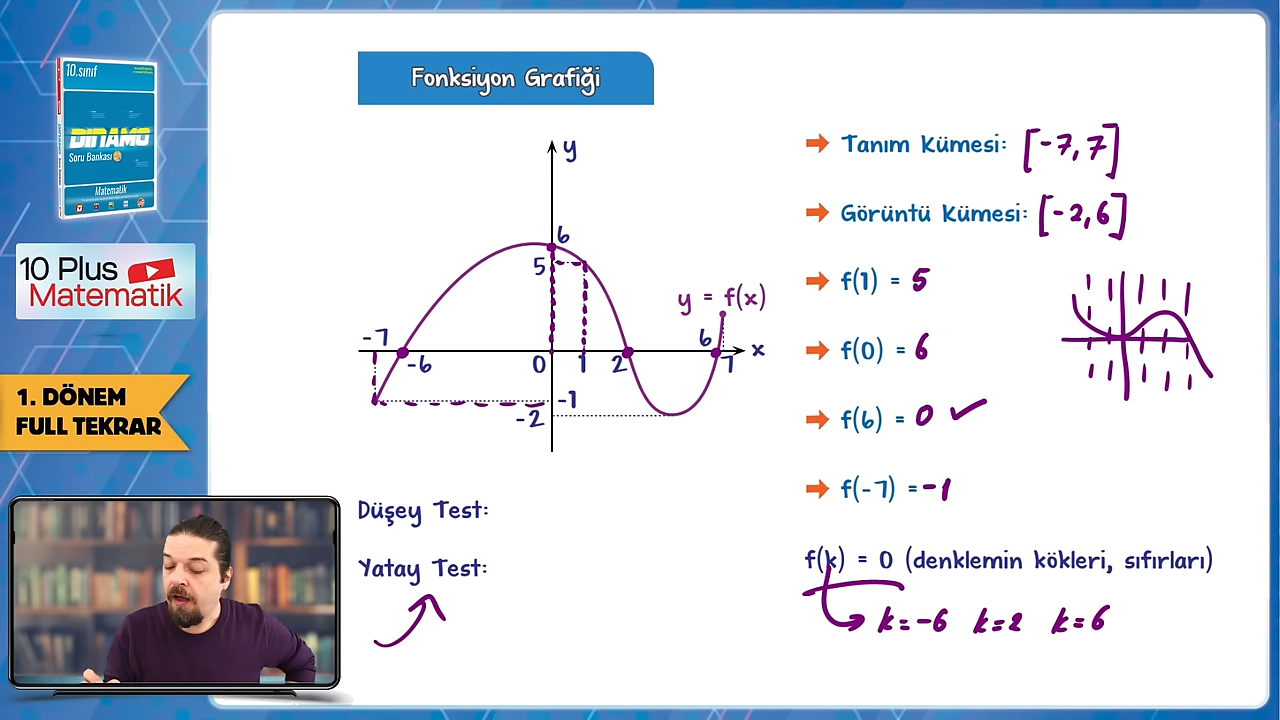 10.sınıf
DİNAMO
Soru Bankası
Matematik
10 Plus
Matematik
1. DÖNEM
FULL TEKRAR
Fonksiyon Grafiği
y
6
5
y = f(x)
-7
-6
0
1
2
6
7
x
-1
-2
Düşey Test:
Yatay Test:
Tanım Kümesi: [-7, 7]
Görüntü Kümesi: [-2, 6]
f(1) = 5
f(0) = 6
f(6) = 0 ✓
f(-7) = -1
f(k) = 0 (denklemin kökleri, sıfırları)
k=-6 k=2 k=6